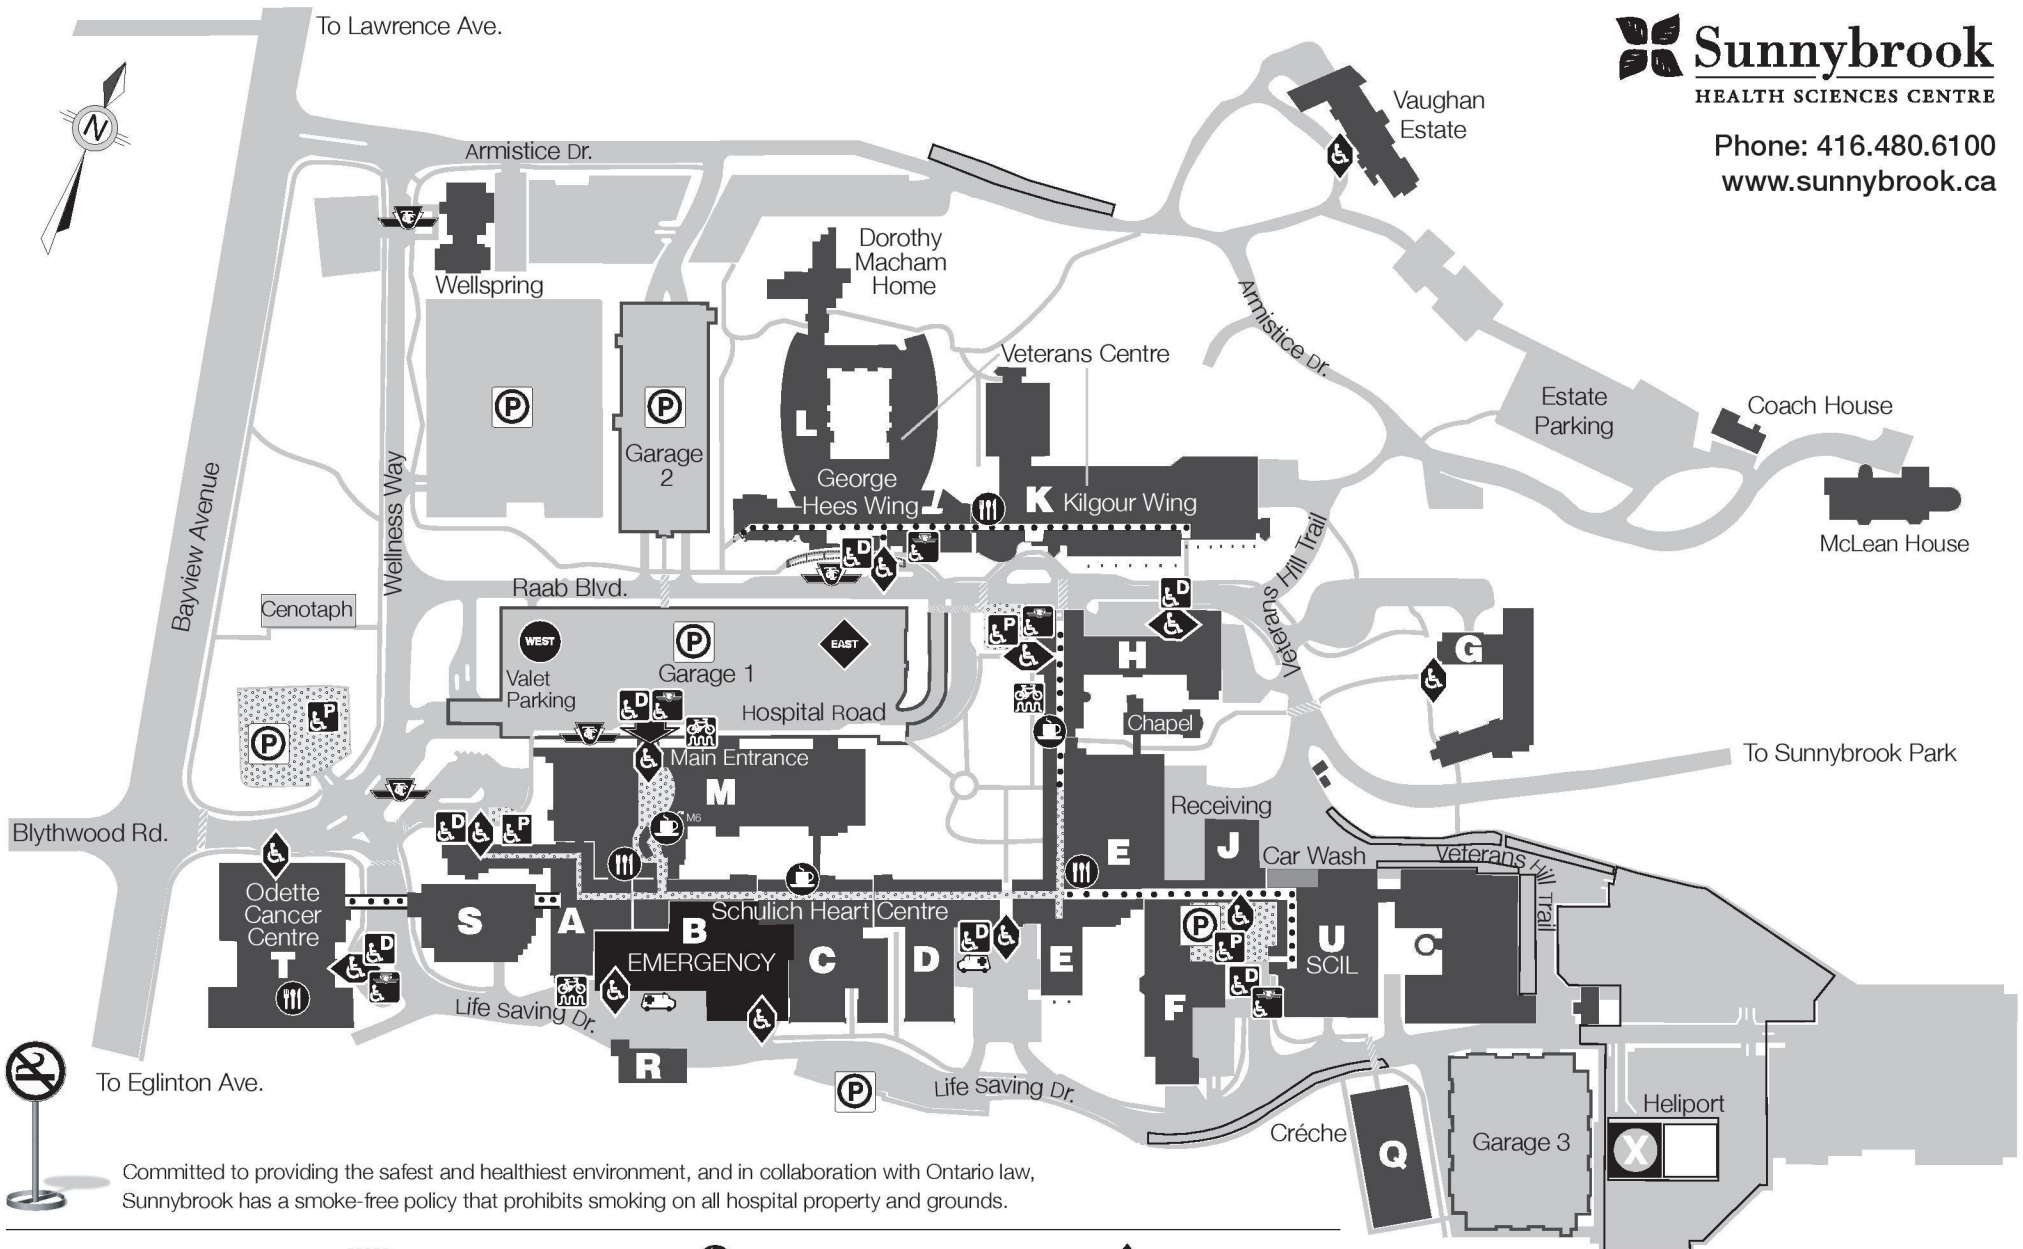 To Lawrence Ave.
Sunnybrook
HEALTH SCIENCES CENTRE
Phone: 416.480.6100
www.sunnybrook.ca
N
Vaughan
Estate
Armistice Dr.
Wellspring
Dorothy
Macham
Home
Armistice Dr.
Veterans Centre
P
P
Garage
2
L
George
Hees Wing
K Kilgour Wing
Estate
Parking
Coach House
McLean House
Bayview Avenue
Wellness Way
Veterans Hill Trail
Raab Blvd.
D
D
Cenotaph
WEST
P
EAST
Valet
Parking
Garage 1
P
H
G
Veterans
Hospital Road
D
P
P
Chapel
Main Entrance
M
M6
To Sunnybrook Park
Receiving
Blythwood Rd.
D
P
E
J
Car Wash
Veterans Hill
Trail
Odette
Cancer
Centre
T
S
A
Schulich Heart Centre
B
EMERGENCY
C
D
D
E
P
P
D
U
SCIL
O
D
F
Life Saving Dr.
R
P
Life Saving Dr.
To Eglinton Ave.
Créche
Q
Garage 3
Heliport
X
Committed to providing the safest and healthiest environment, and in collaboration with Ontario law,
Sunnybrook has a smoke-free policy that prohibits smoking on all hospital property and grounds.